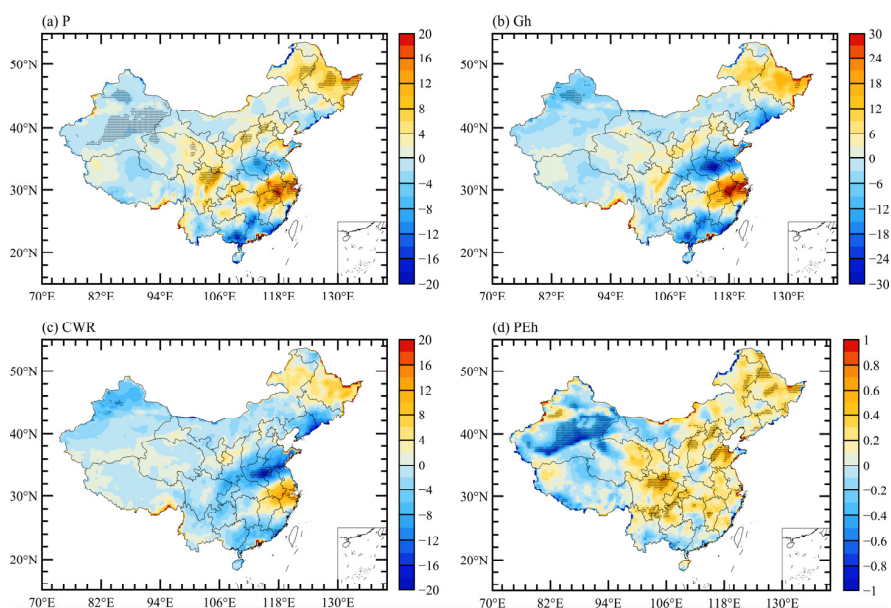 (a) P
(b) Gh
20
16
12
8
4
0
−4
−8
−12
−16
−20
30
24
18
12
6
0
−6
−12
−18
−24
−30
50°N
40°N
30°N
20°N
50°N
40°N
30°N
20°N
70°E 82°E 94°E 106°E 118°E 130°E
70°E 82°E 94°E 106°E 118°E 130°E
(c) CWR
(d) PEh
20
16
12
8
4
0
−4
−8
−12
−16
−20
1
0.8
0.6
0.4
0.2
0
−0.2
−0.4
−0.6
−0.8
−1
50°N
40°N
30°N
20°N
50°N
40°N
30°N
20°N
70°E 82°E 94°E 106°E 118°E 130°E
70°E 82°E 94°E 106°E 118°E 130°E